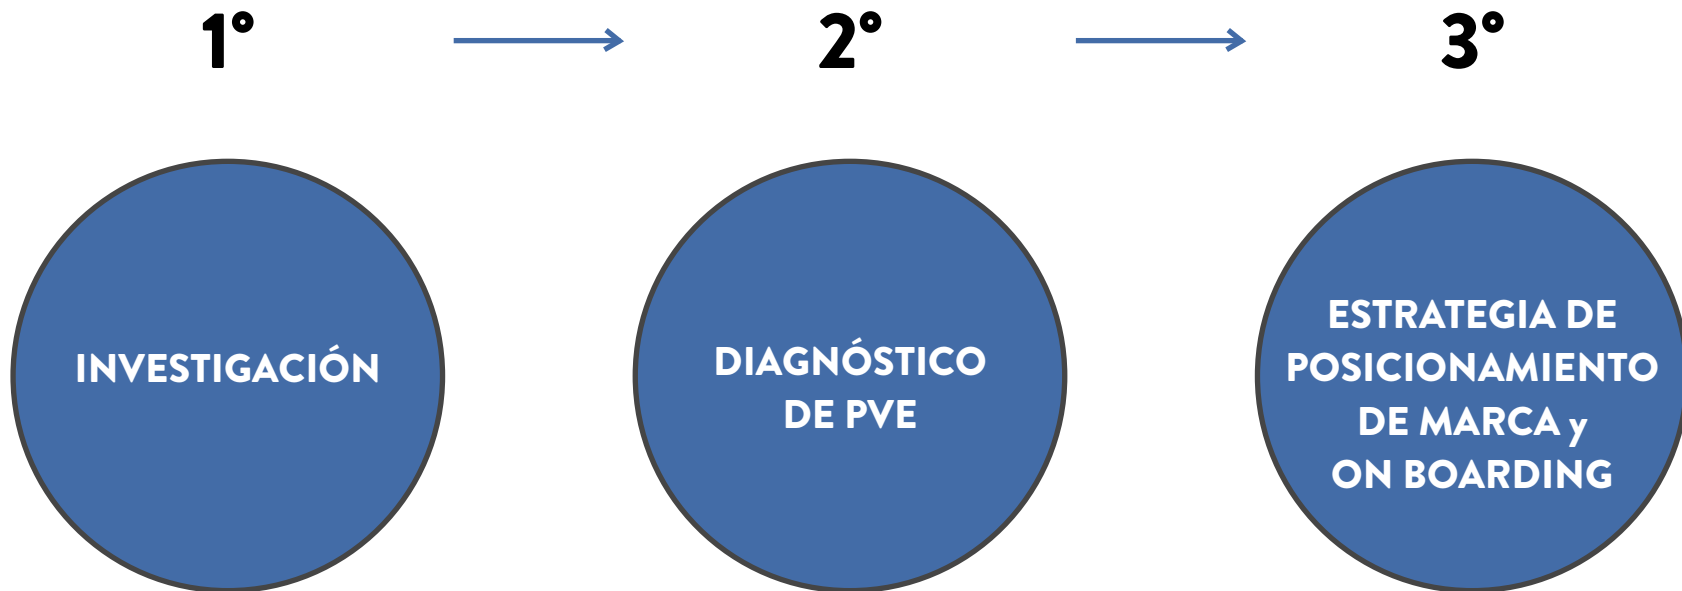 1°
2°
3°
INVESTIGACIÓN
DIAGNÓSTICO
DE PVE
ESTRATEGIA DE
POSICIONAMIENTO
DE MARCA y
ON BOARDING